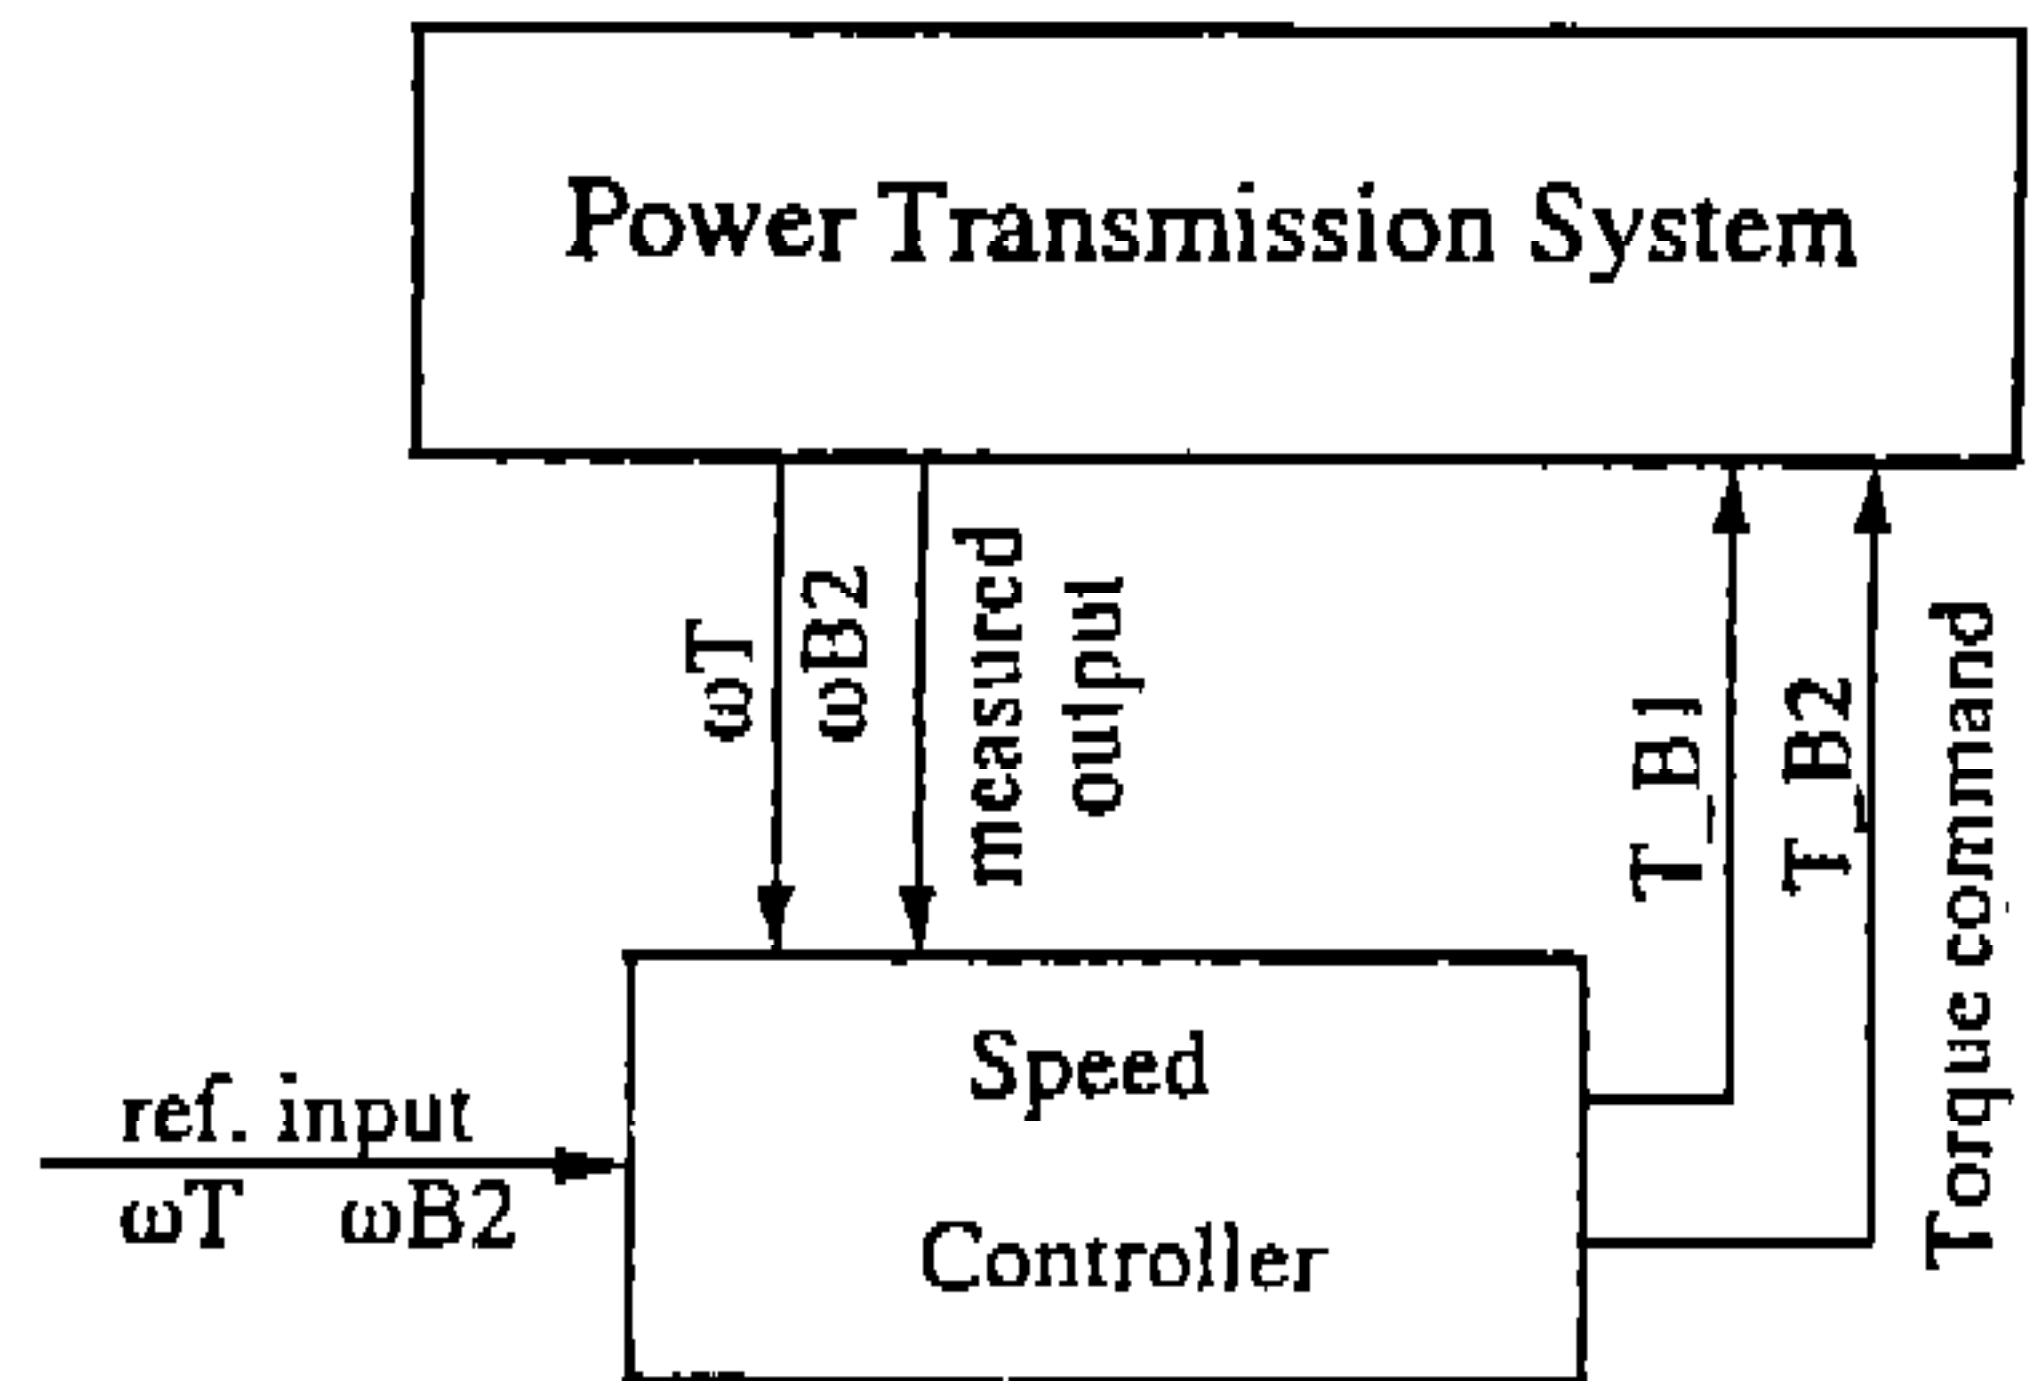 Power Transmission System
ωT
ωB2
measured
output
T_B1
T_B2
Torque command
Speed
Controller
ref. input
ωT ωB2